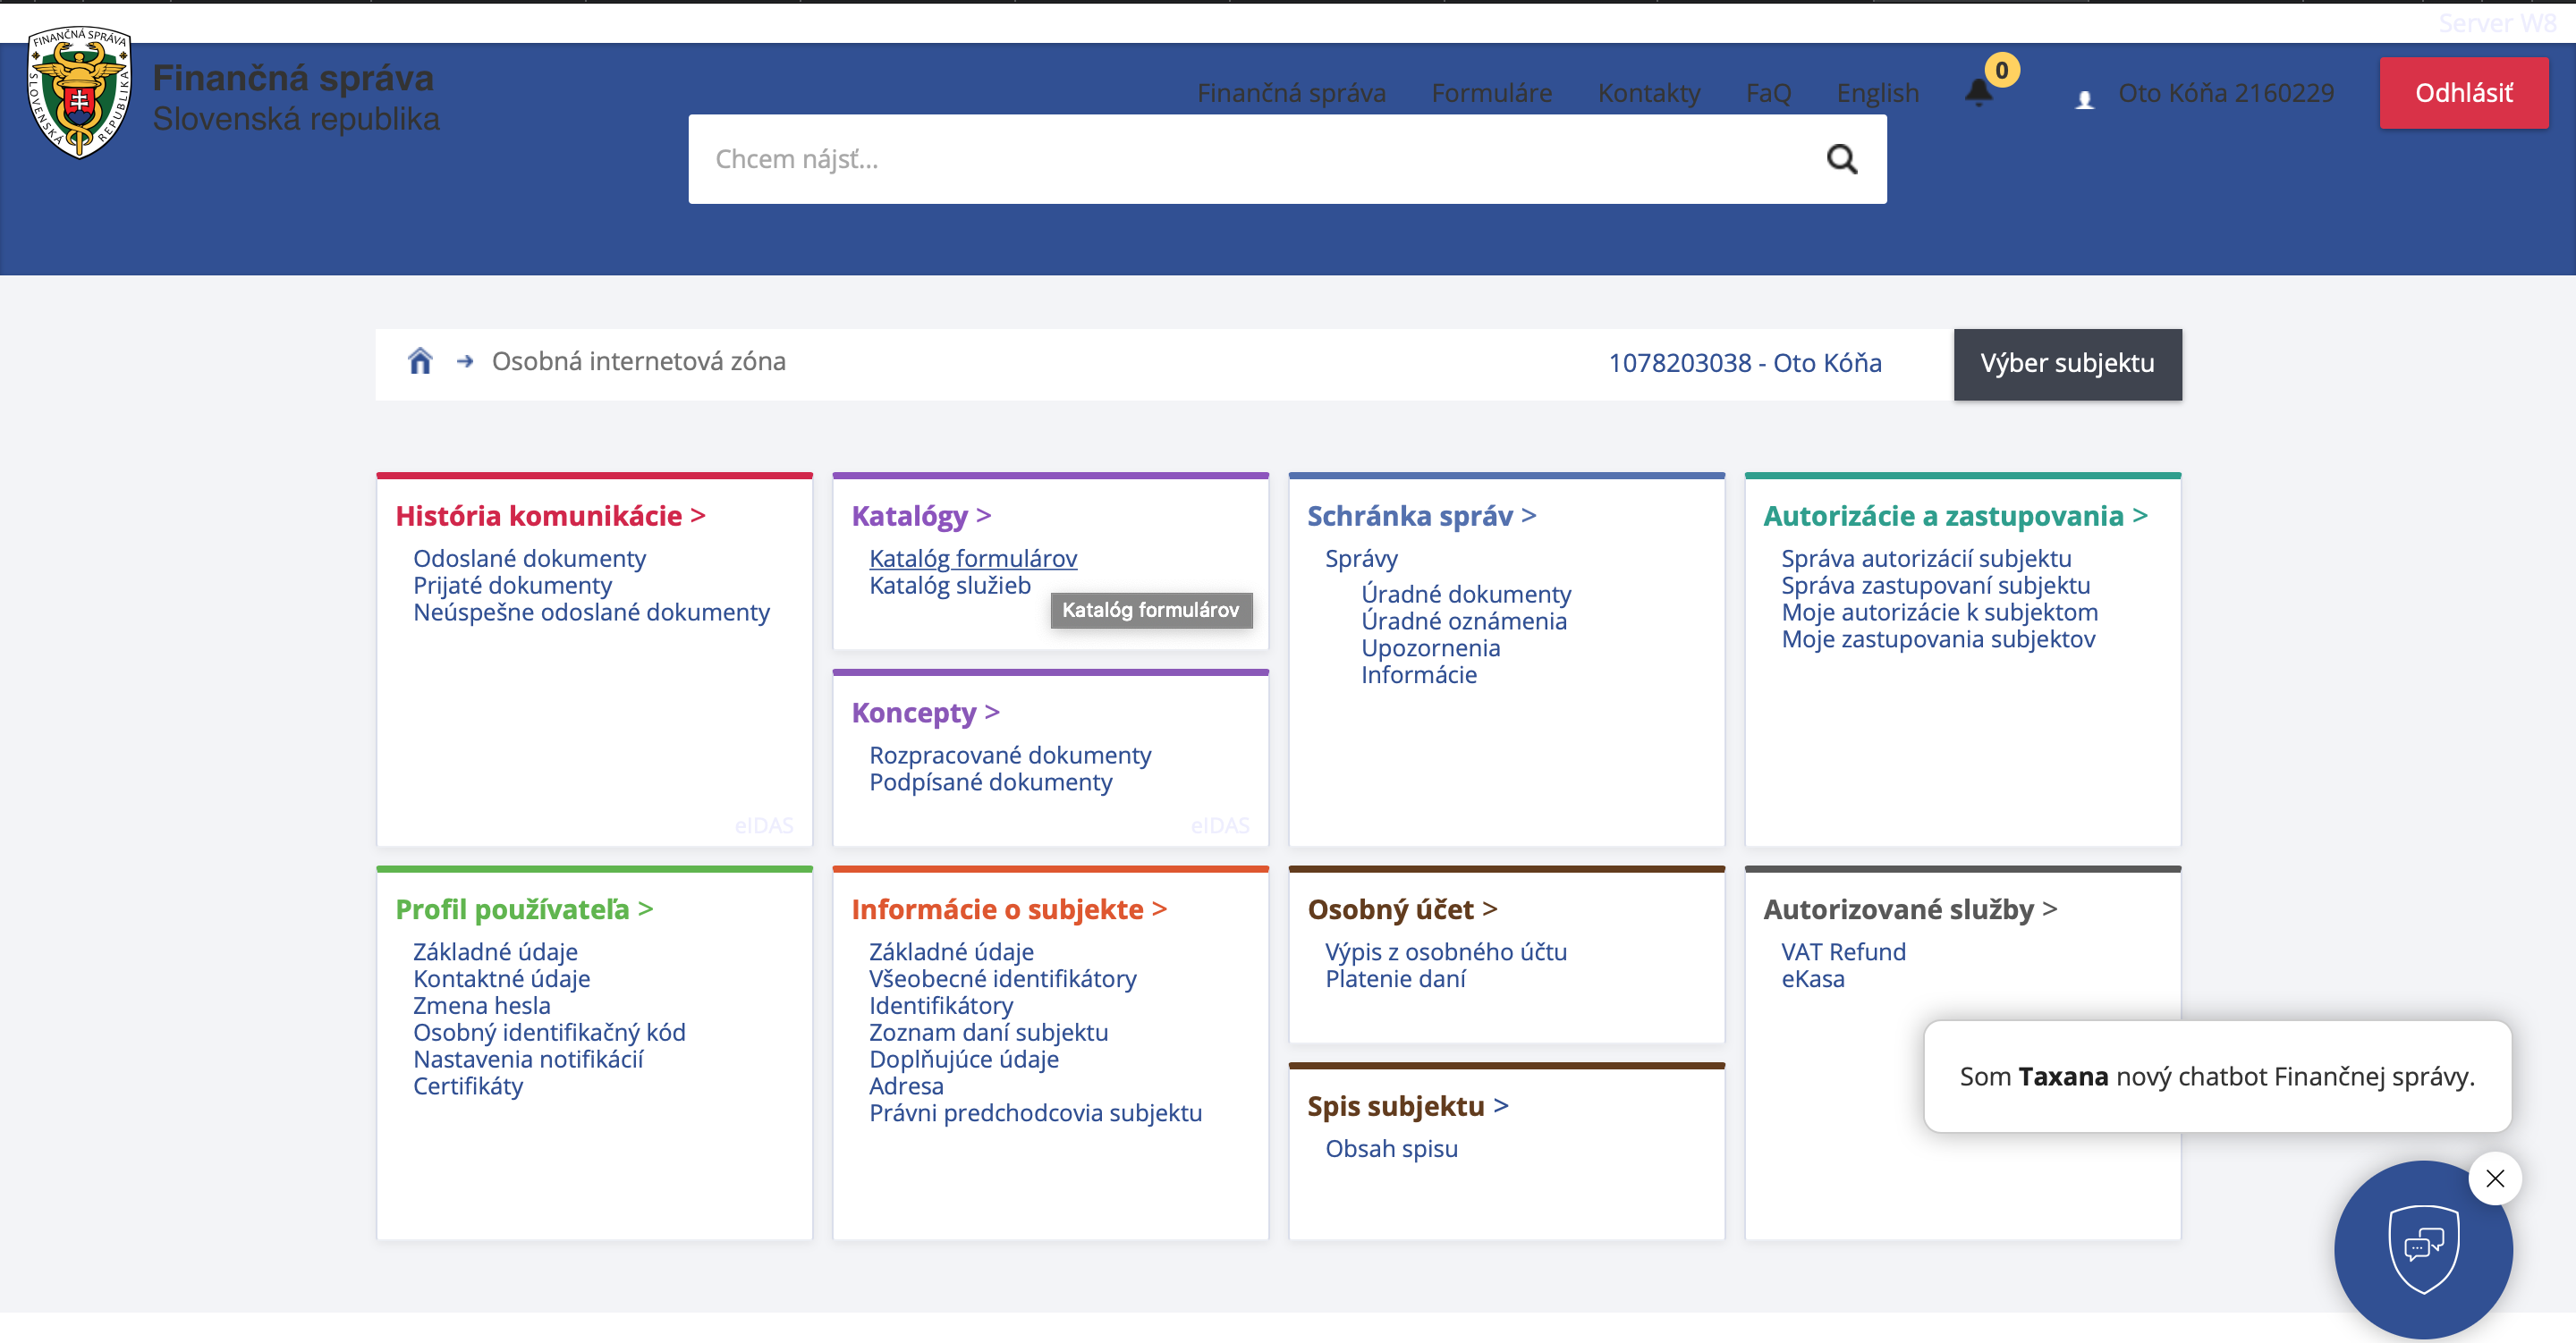 Server W8
FINANČNÁ SPRÁVA
SLOVENSKÁ REPUBLIKA
Finančná správa
Slovenská republika
Finančná správa
Formuláre
Kontakty
FaQ
English
0
Oto Kóňa 2160229
Odhlásiť
Chcem nájsť...
Osobná internetová zóna
1078203038 - Oto Kóňa
Výber subjektu
História komunikácie >
Odoslané dokumenty
Prijaté dokumenty
Neúspešne odoslané dokumenty
eIDAS
Katalógy >
Katalóg formulárov
Katalóg služieb
Katalóg formulárov
Koncepty >
Rozpracované dokumenty
Podpísané dokumenty
eIDAS
Schránka správ >
Správy
Úradné dokumenty
Úradné oznámenia
Upozornenia
Informácie
Autorizácie a zastupovania >
Správa autorizácií subjektu
Správa zastupovaní subjektu
Moje autorizácie k subjektom
Moje zastupovania subjektov
Profil používateľa >
Základné údaje
Kontaktné údaje
Zmena hesla
Osobný identifikačný kód
Nastavenia notifikácií
Certifikáty
Informácie o subjekte >
Základné údaje
Všeobecné identifikátory
Identifikátory
Zoznam daní subjektu
Doplňujúce údaje
Adresa
Právni predchodcovia subjektu
Osobný účet >
Výpis z osobného účtu
Platenie daní
Spis subjektu >
Obsah spisu
Autorizované služby >
VAT Refund
eKasa
Som Taxana nový chatbot Finančnej správy.